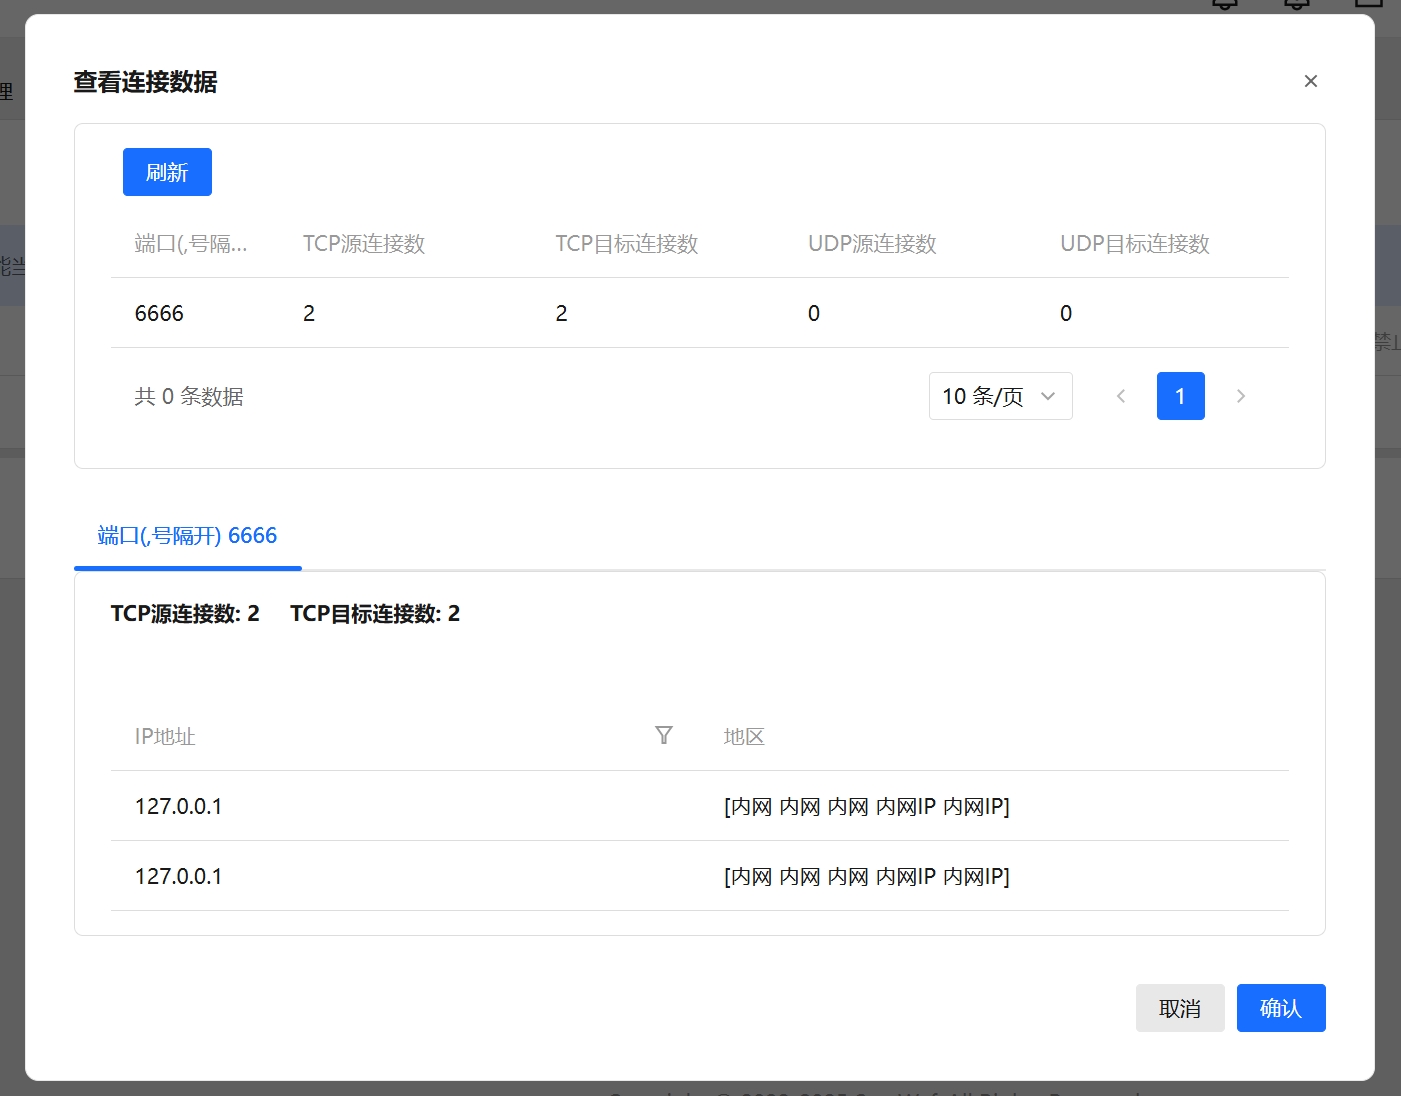 理
查看连接数据
刷新
端口(,号隔... TCP源连接数 TCP目标连接数 UDP源连接数 UDP目标连接数
能当
6666 2 2 0 0
禁止
共 0 条数据 10 条/页 1
端口(,号隔开) 6666
TCP源连接数: 2 TCP目标连接数: 2
IP地址 地区
127.0.0.1 [内网 内网 内网 内网IP 内网IP]
127.0.0.1 [内网 内网 内网 内网IP 内网IP]
取消 确认